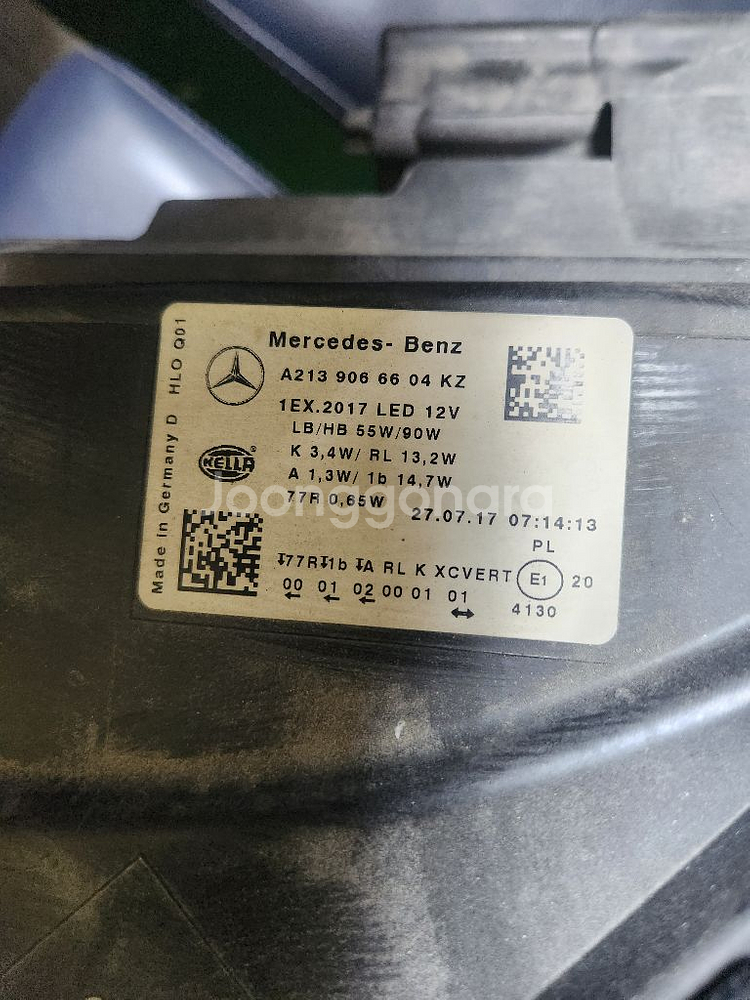 Mercedes- Benz
A213 906 66 04 KZ
1EX.2017 LED 12V
LB/HB 55W/90W
K 3,4W/ RL 13,2W
HELLA
A 1,3W/ 1b 14,7W
77R 0,65W
Joonggonara
27.07.17 07:14:13
PL
77R 1b A RL K XCVERT E1 20
00 01 02 00 01 01
4130
Made In Germany D HLO Q01